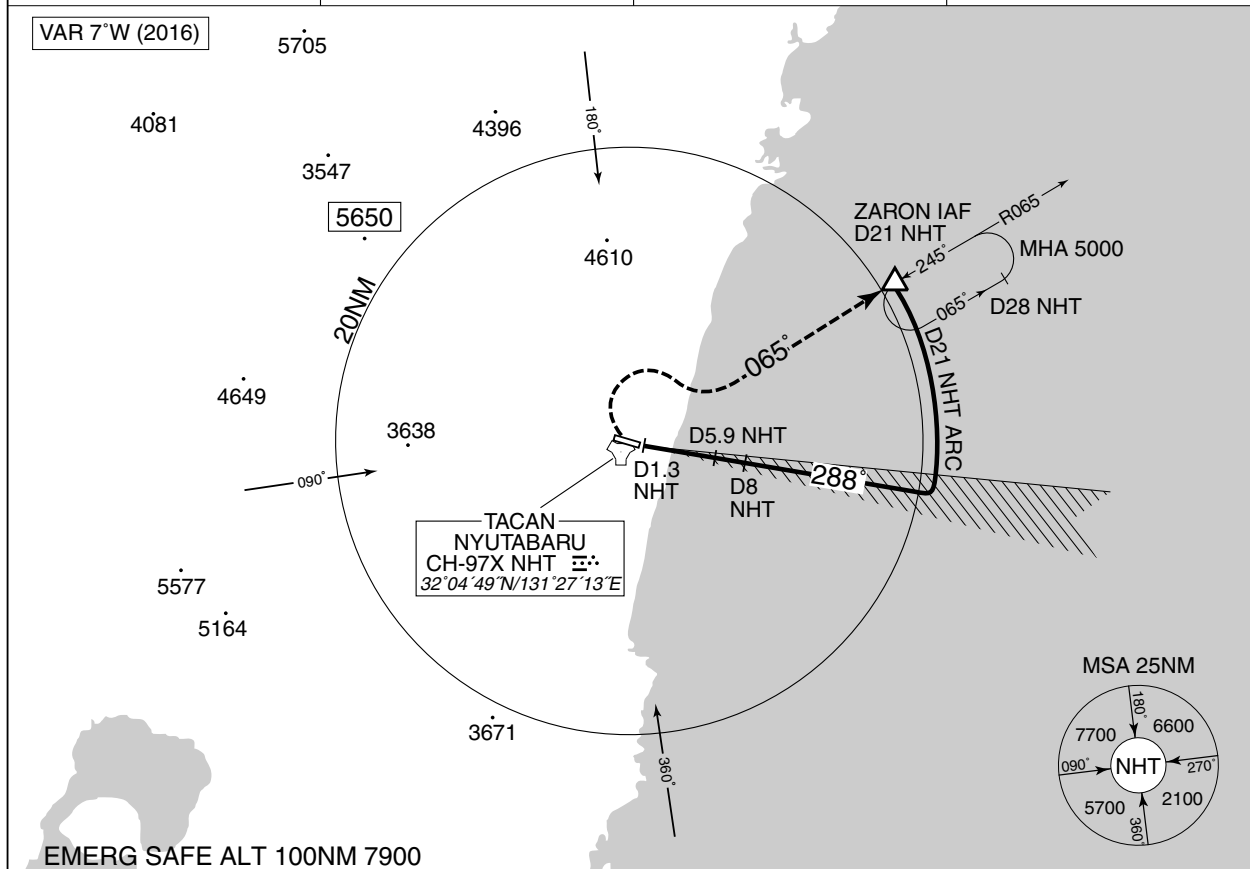 VAR 7°W (2016)
5705
4081
4396
3547
180°
5650
4610
20NM
ZARON IAF
D21 NHT
R065
245°
MHA 5000
065°
D28 NHT
065°
D21 NHT ARC
4649
3638
090°
D5.9 NHT
D1.3
NHT
D8
NHT
288°
TACAN
NYUTABARU
CH-97X NHT
32°04´49˝N/131°27´13˝E
5577
5164
3671
360°
MSA 25NM
180°
7700
6600
090°
NHT
270°
5700
2100
360°
EMERG SAFE ALT 100NM 7900